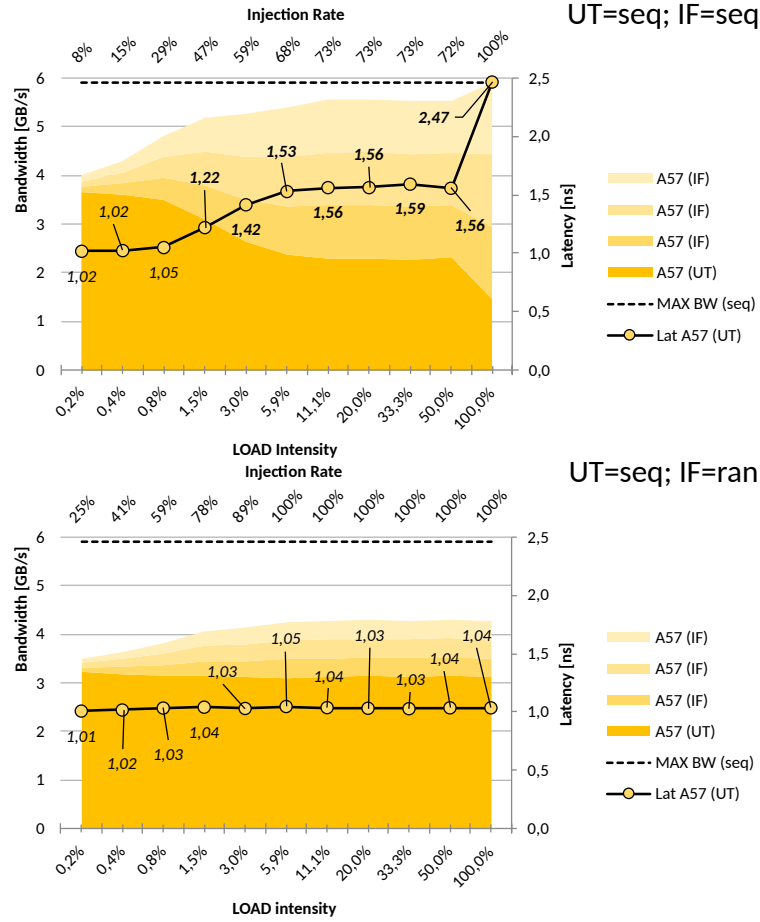 Injection Rate
UT=seq; IF=seq
8% 15% 29% 47% 59% 68% 73% 73% 73% 72% 100%
Bandwidth [GB/s]
6
5
4
3
2
1
0
2,5
2,0
1,5
1,0
0,5
0,0
Latency [ns]
1,02
1,02
1,05
1,22
1,42
1,53
1,56
1,56
1,59
1,56
2,47
0,2% 0,4% 0,8% 1,5% 3,0% 5,9% 11,1% 20,0% 33,3% 50,0% 100,0%
LOAD Intensity
A57 (IF)
A57 (IF)
A57 (IF)
A57 (UT)
MAX BW (seq)
Lat A57 (UT)
Injection Rate
UT=seq; IF=ran
25% 41% 59% 78% 89% 100% 100% 100% 100% 100% 100%
Bandwidth [GB/s]
6
5
4
3
2
1
0
2,5
2,0
1,5
1,0
0,5
0,0
Latency [ns]
1,01
1,02
1,03
1,04
1,03
1,05
1,04
1,03
1,03
1,04
1,04
0,2% 0,4% 0,8% 1,5% 3,0% 5,9% 11,1% 20,0% 33,3% 50,0% 100,0%
LOAD intensity
A57 (IF)
A57 (IF)
A57 (IF)
A57 (UT)
MAX BW (seq)
Lat A57 (UT)